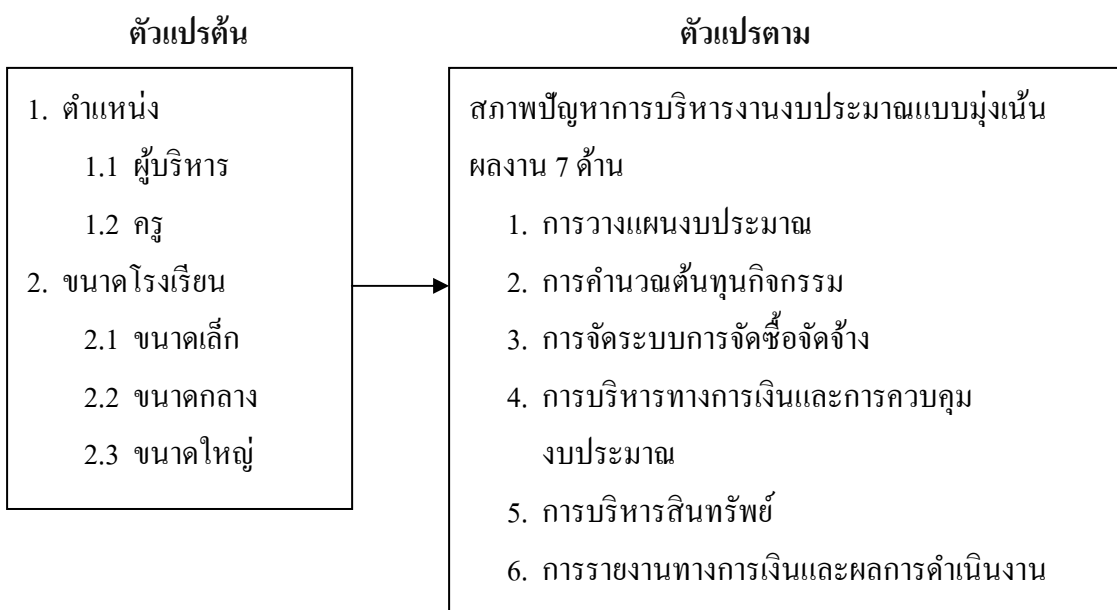 ตัวแปรต้น
1. ตำแหน่ง
1.1 ผู้บริหาร
1.2 ครู
2. ขนาดโรงเรียน
2.1 ขนาดเล็ก
2.2 ขนาดกลาง
2.3 ขนาดใหญ่
ตัวแปรตาม
สภาพปัญหาการบริหารงานงบประมาณแบบมุ่งเน้น
ผลงาน 7 ด้าน
1. การวางแผนงบประมาณ
2. การคำนวณต้นทุนกิจกรรม
3. การจัดระบบการจัดซื้อจัดจ้าง
4. การบริหารทางการเงินและการควบคุม
งบประมาณ
5. การบริหารสินทรัพย์
6. การรายงานทางการเงินและผลการดำเนินงาน